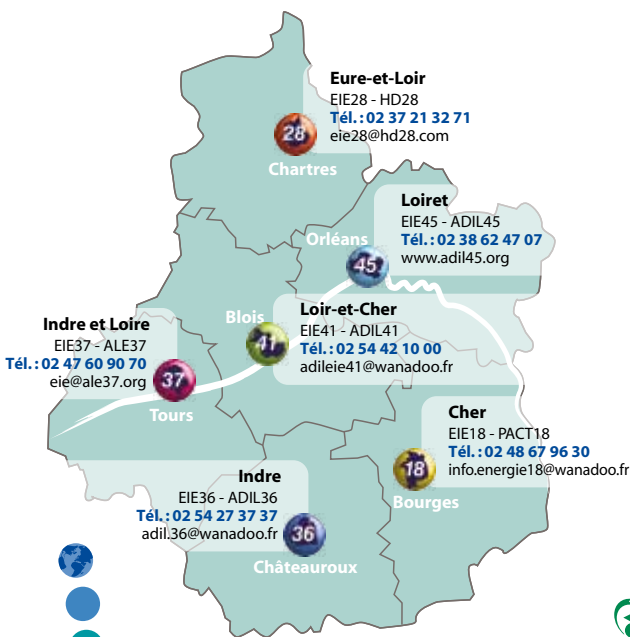 Eure-et-Loir
EIE28 - HD28
Tél. : 02 37 21 32 71
eie28@hd28.com
28
Chartres
Loiret
EIE45 - ADIL45
Tél. : 02 38 62 47 07
www.adil45.org
Orléans
45
Loir-et-Cher
EIE41 - ADIL41
Tél. : 02 54 42 10 00
adileie41@wanadoo.fr
Blois
41
Indre et Loire
EIE37 - ALE37
Tél. : 02 47 60 90 70
eie@ale37.org
37
Tours
Cher
EIE18 - PACT18
Tél. : 02 48 67 96 30
info.energie18@wanadoo.fr
18
Bourges
Indre
EIE36 - ADIL36
Tél. : 02 54 27 37 37
adil.36@wanadoo.fr
36
Châteauroux